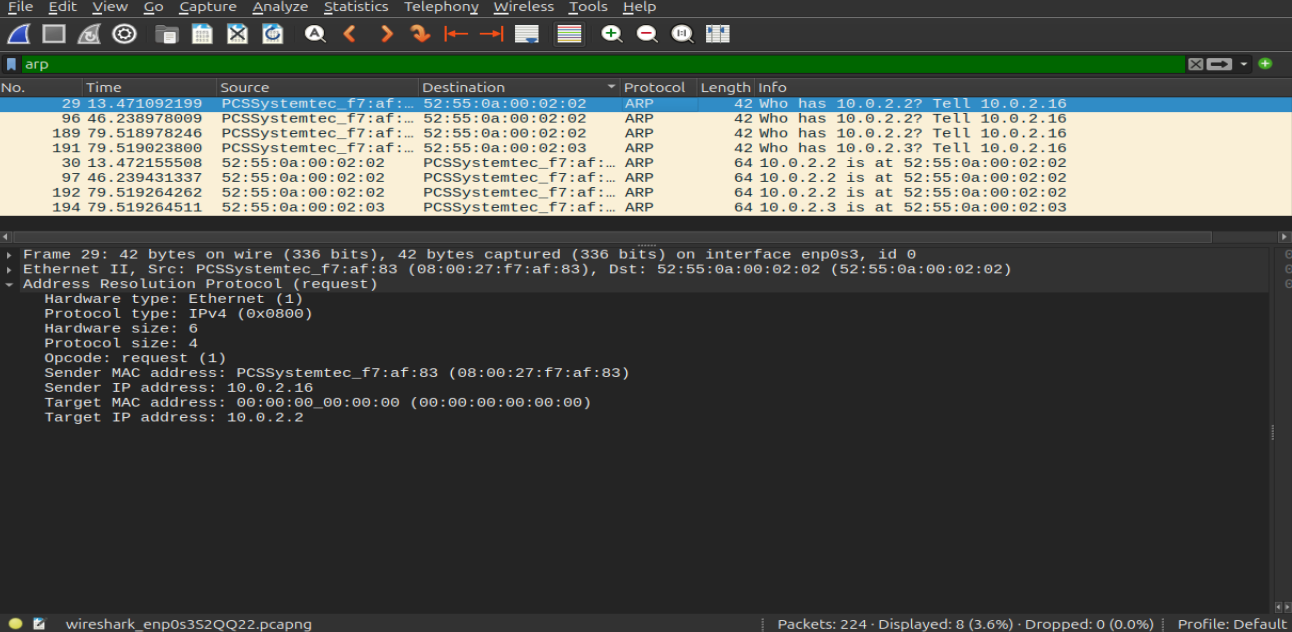 File Edit View Go Capture Analyze Statistics Telephony Wireless Tools Help
arp
No. Time Source Destination Protocol Length Info
29 13.471092199 PCSSystemtec_f7:af:… 52:55:0a:00:02:02 ARP 42 Who has 10.0.2.2? Tell 10.0.2.16
96 46.238978009 PCSSystemtec_f7:af:… 52:55:0a:00:02:02 ARP 42 Who has 10.0.2.2? Tell 10.0.2.16
189 79.518978246 PCSSystemtec_f7:af:… 52:55:0a:00:02:02 ARP 42 Who has 10.0.2.2? Tell 10.0.2.16
191 79.519023800 PCSSystemtec_f7:af:… 52:55:0a:00:02:03 ARP 42 Who has 10.0.2.3? Tell 10.0.2.16
30 13.472155508 52:55:0a:00:02:02 PCSSystemtec_f7:af:… ARP 64 10.0.2.2 is at 52:55:0a:00:02:02
97 46.239431337 52:55:0a:00:02:02 PCSSystemtec_f7:af:… ARP 64 10.0.2.2 is at 52:55:0a:00:02:02
192 79.519264262 52:55:0a:00:02:02 PCSSystemtec_f7:af:… ARP 64 10.0.2.2 is at 52:55:0a:00:02:02
194 79.519264511 52:55:0a:00:02:03 PCSSystemtec_f7:af:… ARP 64 10.0.2.3 is at 52:55:0a:00:02:03
Frame 29: 42 bytes on wire (336 bits), 42 bytes captured (336 bits) on interface enp0s3, id 0
Ethernet II, Src: PCSSystemtec_f7:af:83 (08:00:27:f7:af:83), Dst: 52:55:0a:00:02:02 (52:55:0a:00:02:02)
Address Resolution Protocol (request)
Hardware type: Ethernet (1)
Protocol type: IPv4 (0x0800)
Hardware size: 6
Protocol size: 4
Opcode: request (1)
Sender MAC address: PCSSystemtec_f7:af:83 (08:00:27:f7:af:83)
Sender IP address: 10.0.2.16
Target MAC address: 00:00:00_00:00:00 (00:00:00:00:00:00)
Target IP address: 10.0.2.2
wireshark_enp0s3S2QQ22.pcapng Packets: 224 · Displayed: 8 (3.6%) · Dropped: 0 (0.0%) Profile: Default